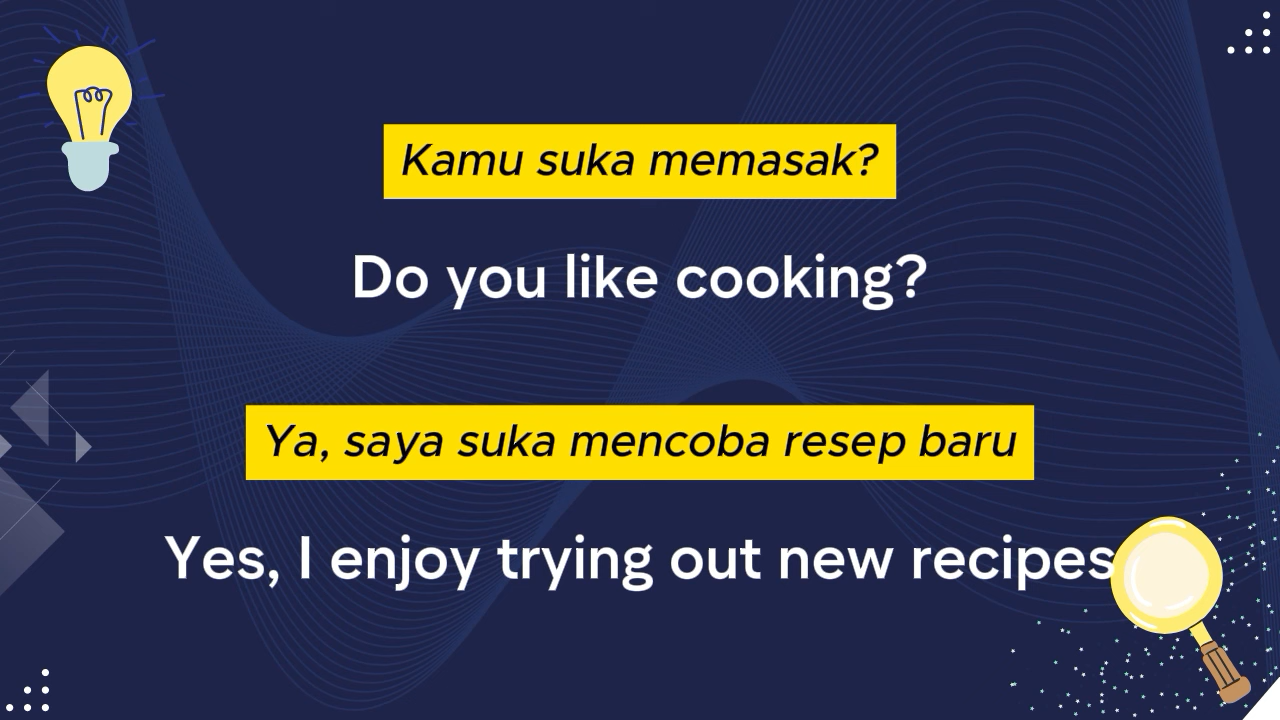 Kamu suka memasak?
Do you like cooking?
Ya, saya suka mencoba resep baru
Yes, I enjoy trying out new recipes